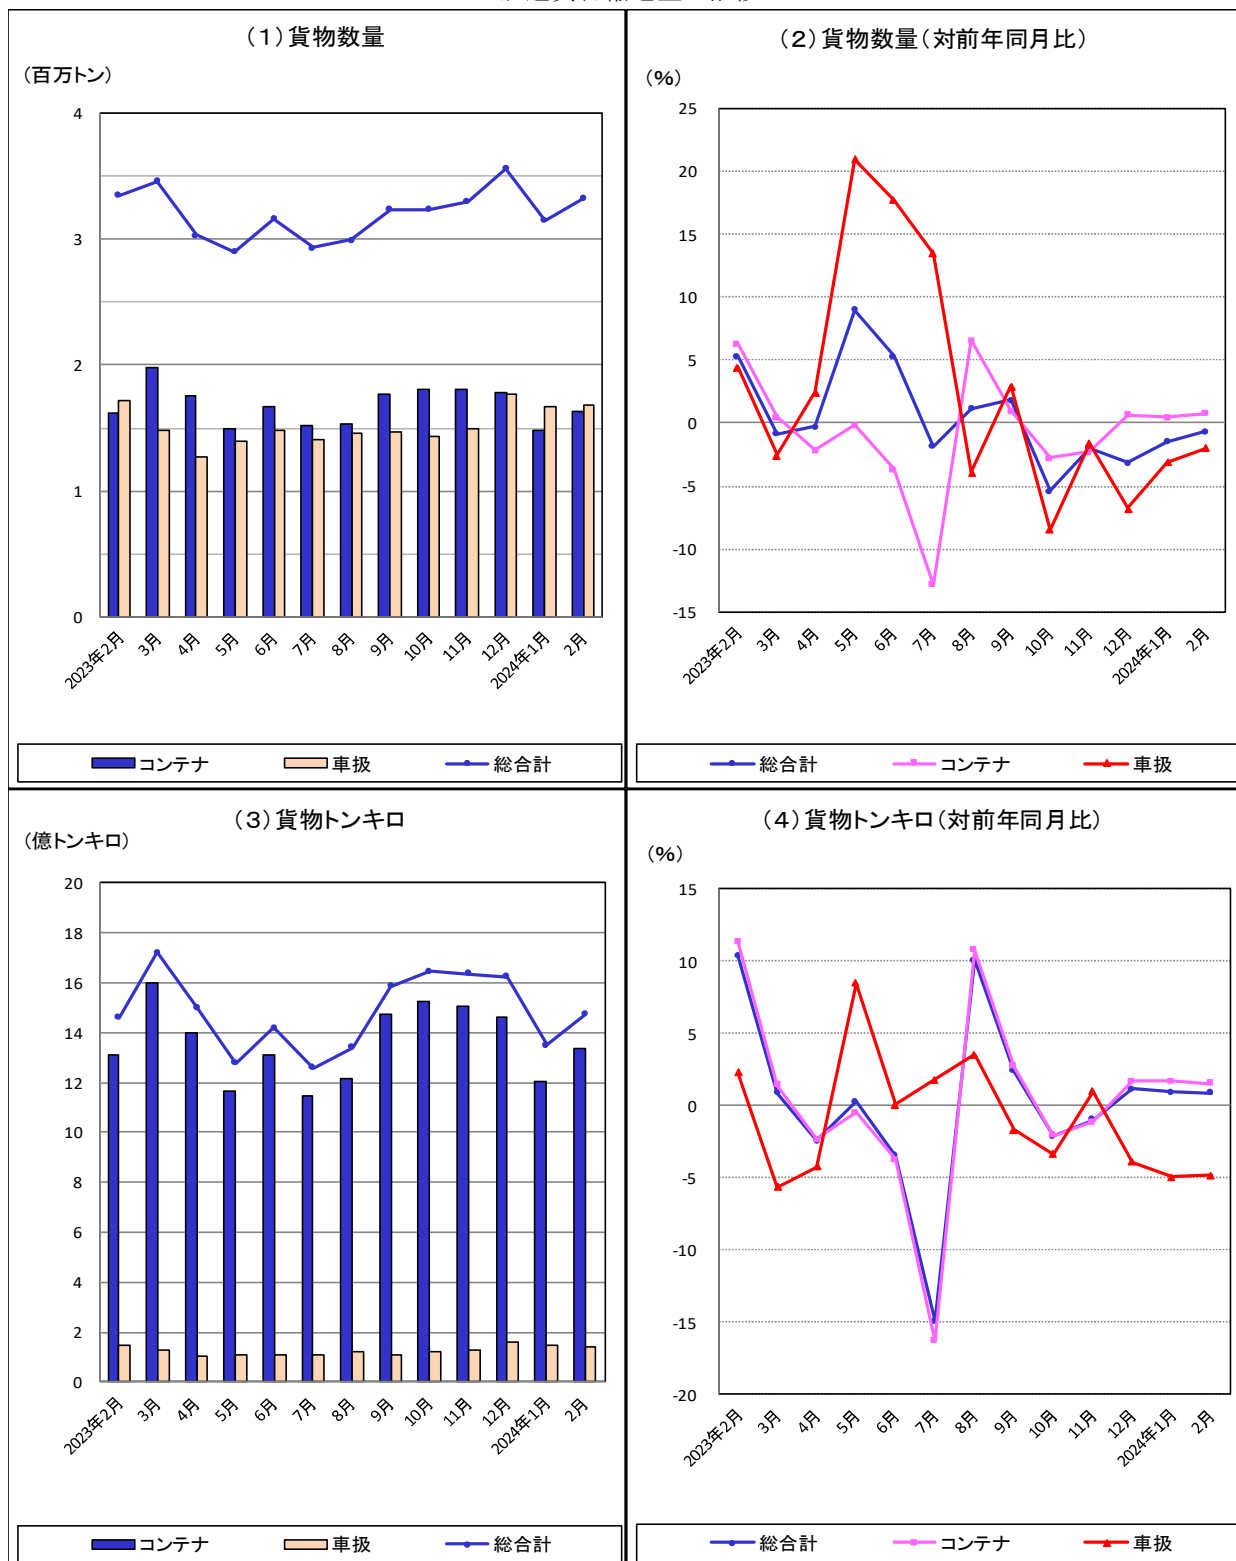 （1）貨物数量
（百万トン）
4
3
2
1
0
2023年2月
3月
4月
5月
6月
7月
8月
9月
10月
11月
12月
2024年1月
2月
コンテナ
車扱
総合計
（2）貨物数量（対前年同月比）
（%）
25
20
15
10
5
0
-5
-10
-15
2023年2月
3月
4月
5月
6月
7月
8月
9月
10月
11月
12月
2024年1月
2月
総合計
コンテナ
車扱
（3）貨物トンキロ
（億トンキロ）
20
18
16
14
12
10
8
6
4
2
0
2023年2月
3月
4月
5月
6月
7月
8月
9月
10月
11月
12月
2024年1月
2月
コンテナ
車扱
総合計
（4）貨物トンキロ（対前年同月比）
（%）
15
10
5
0
-5
-10
-15
-20
2023年2月
3月
4月
5月
6月
7月
8月
9月
10月
11月
12月
2024年1月
2月
総合計
コンテナ
車扱